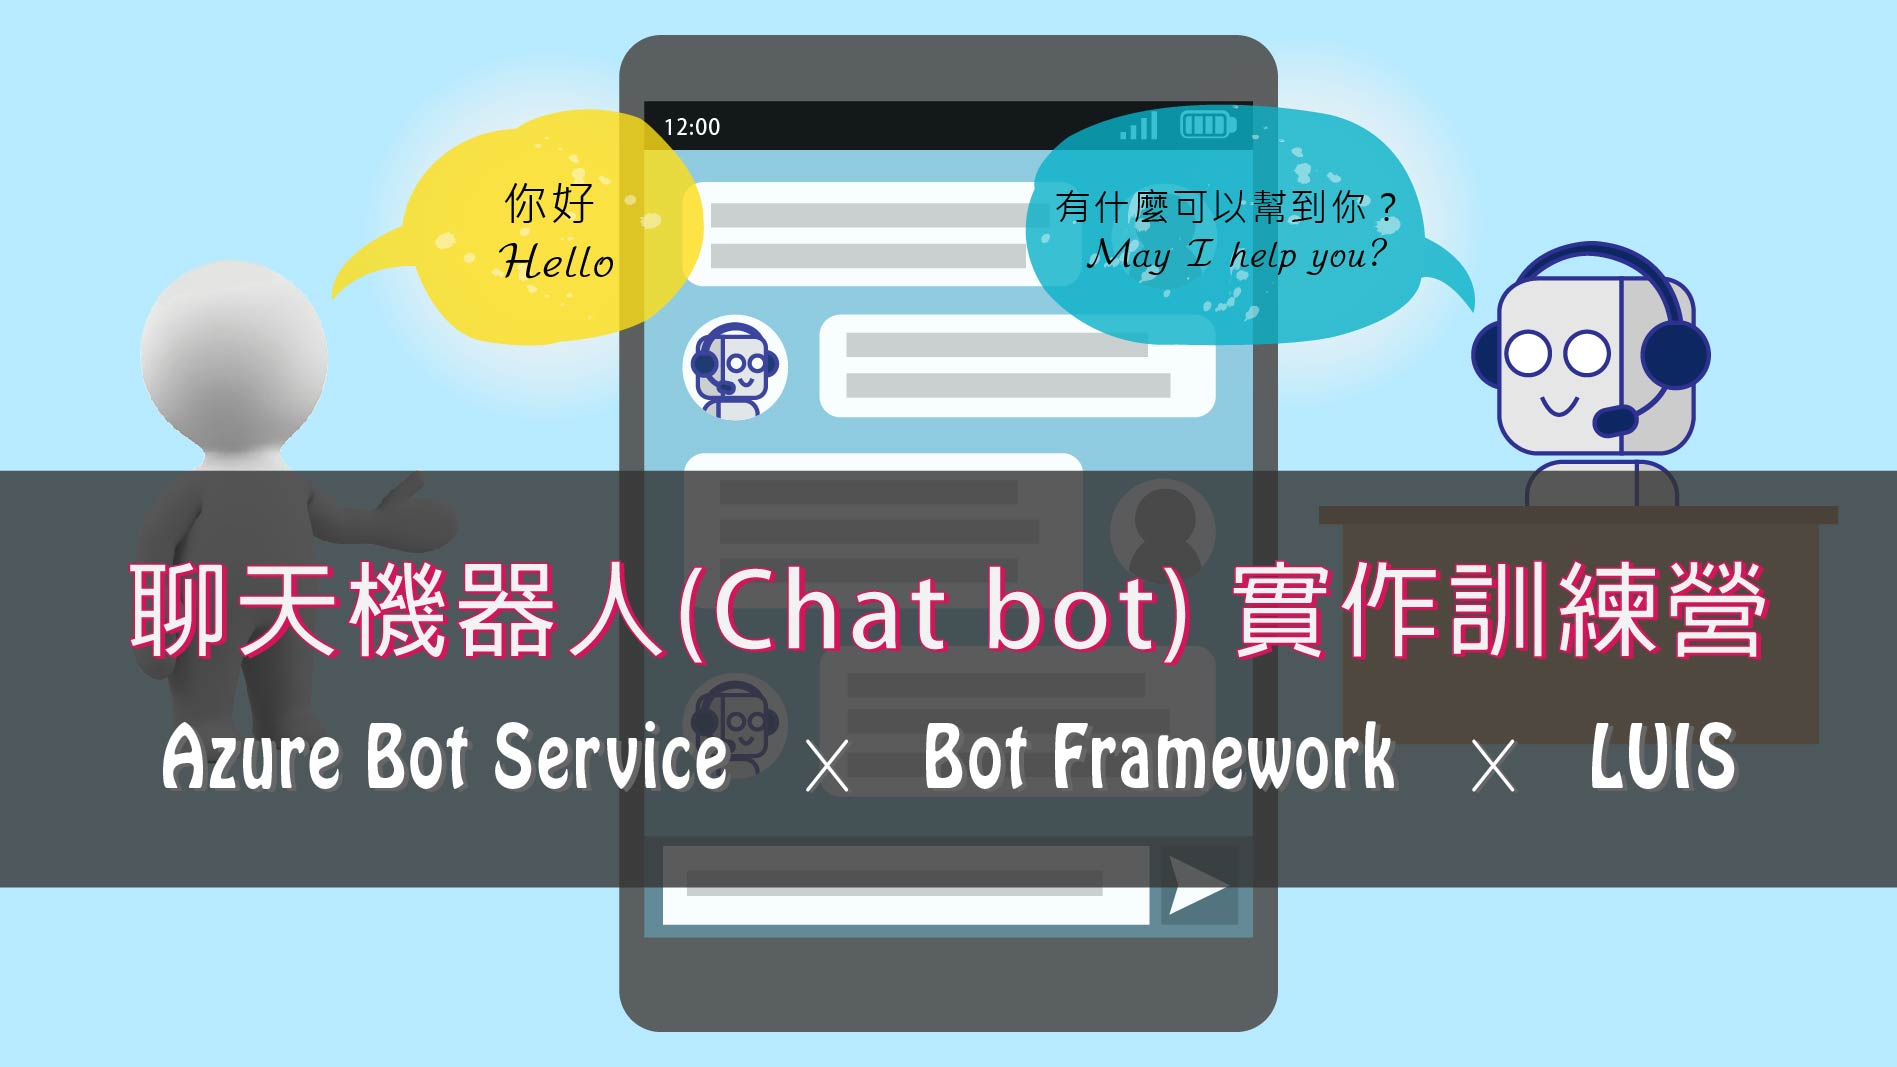 12:00
你好
Hello
有什麼可以幫到你？
May I help you?
聊天機器人(Chat bot) 實作訓練營
Azure Bot Service X Bot Framework X LUIS